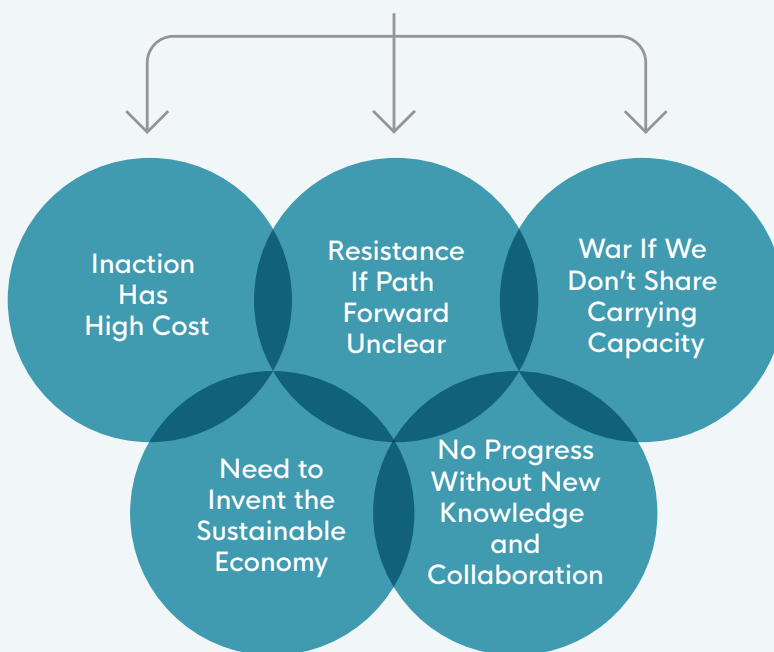 Inaction
Has
High Cost
Resistance
If Path
Forward
Unclear
War If We
Don't Share
Carrying
Capacity
Need to
Invent the
Sustainable
Economy
No Progress
Without New
Knowledge
and
Collaboration